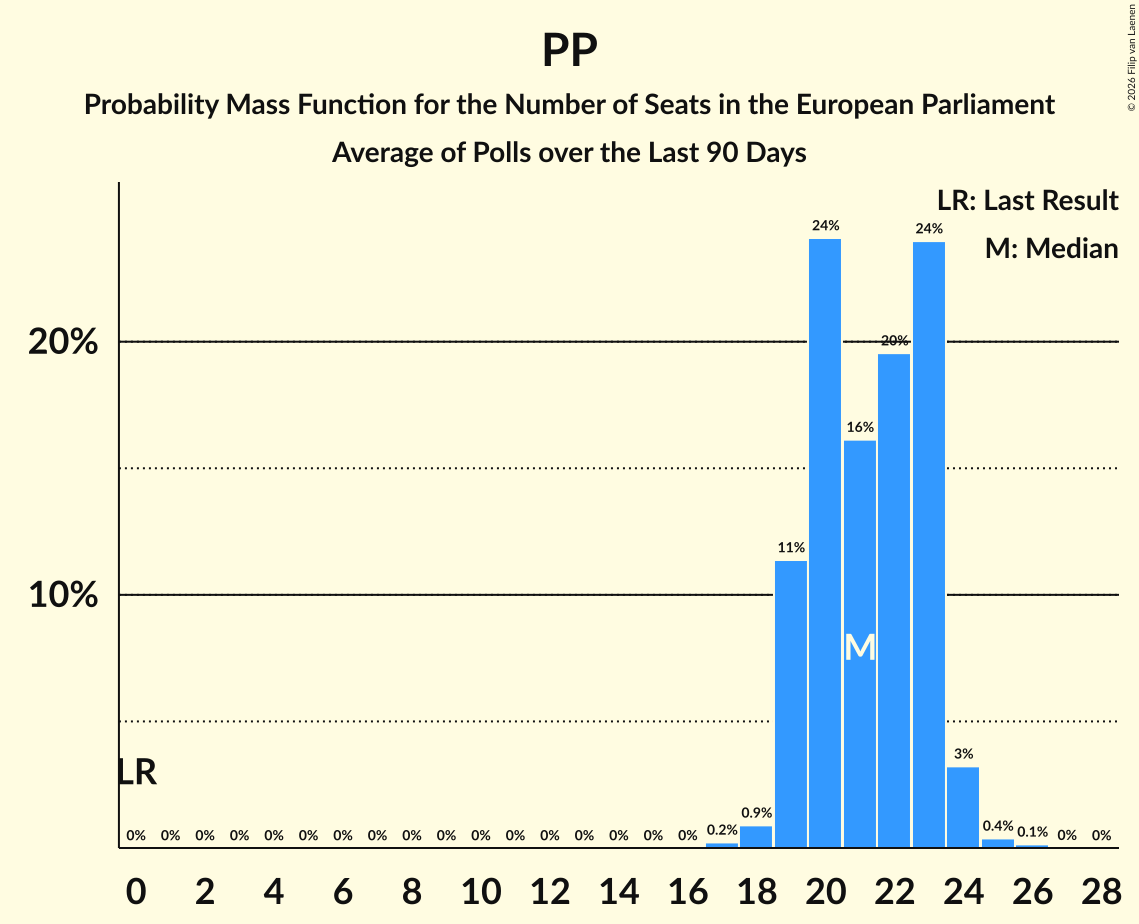 PP
Probability Mass Function for the Number of Seats in the European Parliament
Average of Polls over the Last 90 Days
© 2026 Filip van Laenen
LR: Last Result
M: Median
24%
24%
20%
20%
16%
11%
10%
M
LR
3%
0% 0% 0% 0% 0% 0% 0% 0% 0% 0% 0% 0% 0% 0% 0% 0% 0% 0.2% 0.9% 0.4% 0.1% 0% 0%
0 2 4 6 8 10 12 14 16 18 20 22 24 26 28